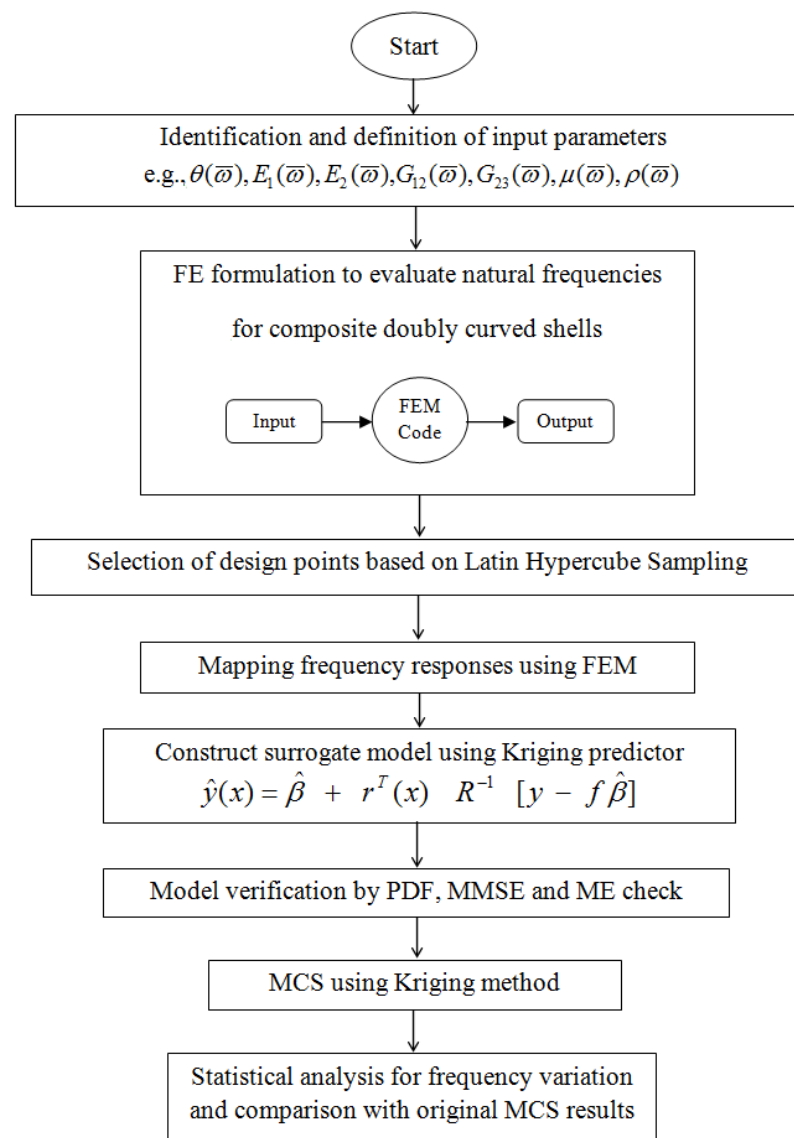 Start
Identification and definition of input parameters
e.g., θ(ω̅), E₁(ω̅), E₂(ω̅), G₁₂(ω̅), G₂₃(ω̅), μ(ω̅), ρ(ω̅)
FE formulation to evaluate natural frequencies
for composite doubly curved shells
Input
FEM
Code
Output
Selection of design points based on Latin Hypercube Sampling
Mapping frequency responses using FEM
Construct surrogate model using Kriging predictor
ŷ(x) = β̂ + rᵀ(x) R⁻¹ [y − f β̂]
Model verification by PDF, MMSE and ME check
MCS using Kriging method
Statistical analysis for frequency variation
and comparison with original MCS results